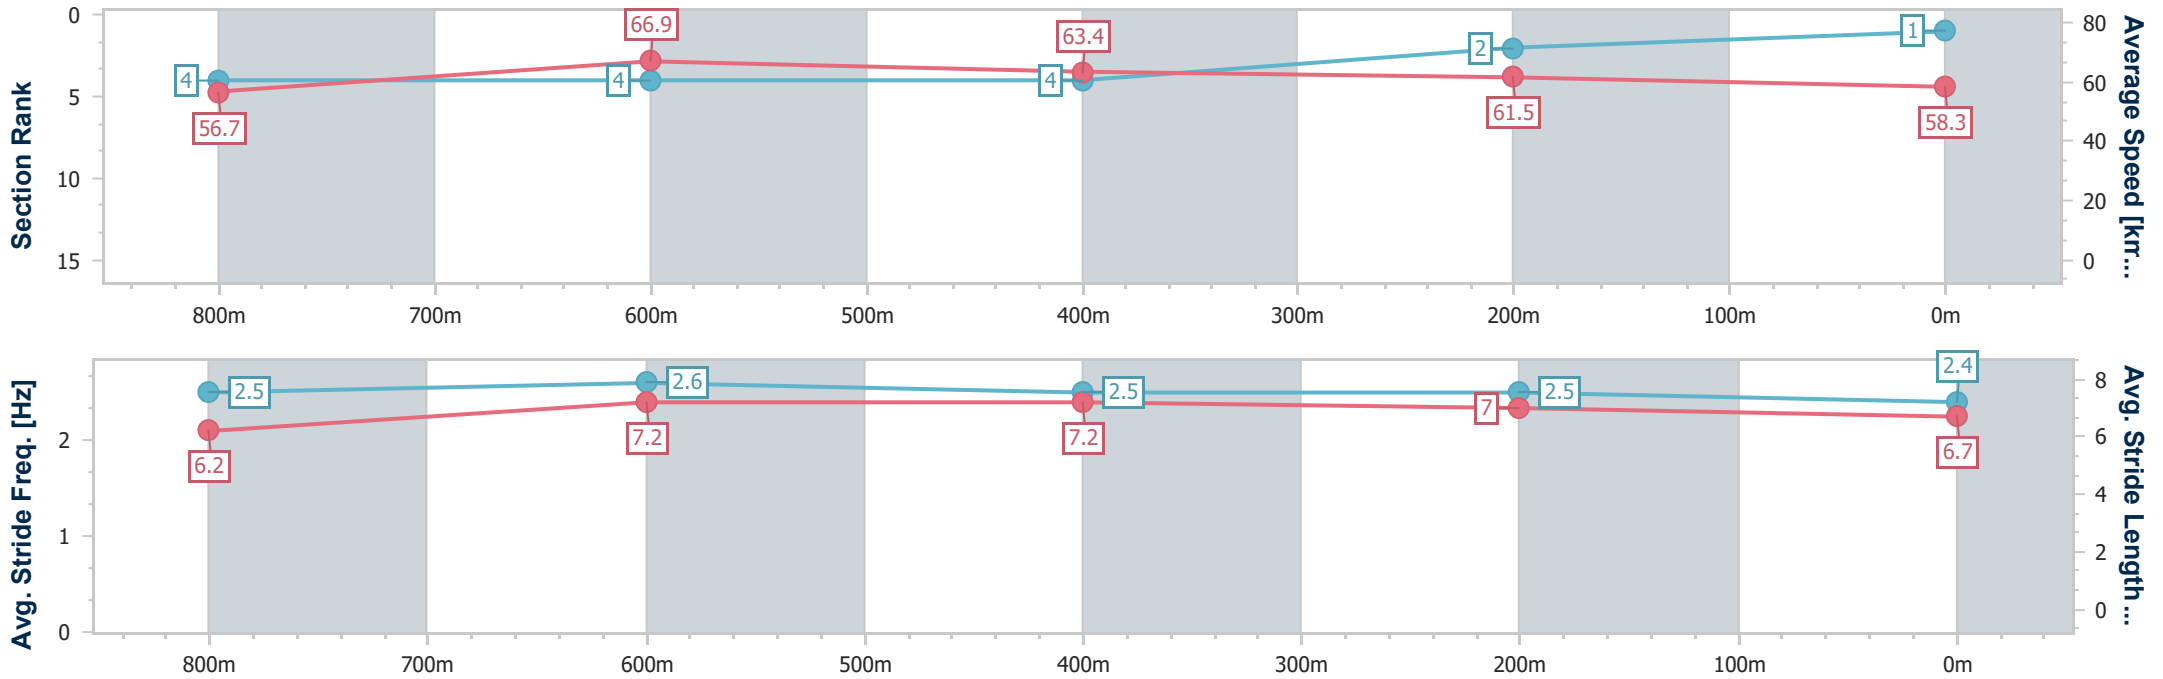 Section Rank
0
5
10
15
4
56.7
4
66.9
4
63.4
2
61.5
1
58.3
80
60
40
20
0
Average Speed [km...
800m
700m
600m
500m
400m
300m
200m
100m
0m
Avg. Stride Freq. [Hz]
2
1
0
2.5
6.2
2.6
7.2
2.5
7.2
7
2.5
2.4
6.7
8
6
4
2
0
Avg. Stride Length...
800m
700m
600m
500m
400m
300m
200m
100m
0m